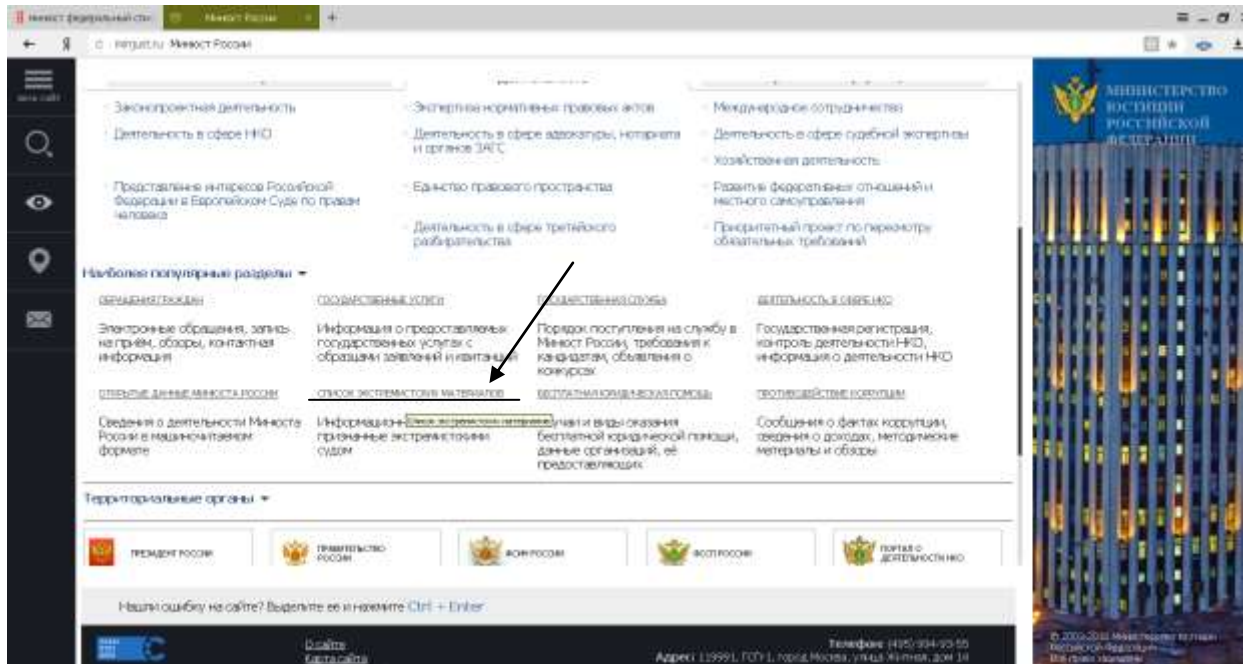 Минюст России
minjust.ru Минюст России
МИНИСТЕРСТВО
ЮСТИЦИИ
РОССИЙСКОЙ
ФЕДЕРАЦИИ
Законопроектная деятельность
Деятельность в сфере НКО
Представление интересов Российской
Федерации в Европейском Суде по правам
человека
Экспертиза нормативных правовых актов
Деятельность в сфере адвокатуры, нотариата
и органов ЗАГС
Единство правового пространства
Деятельность в сфере третейского
разбирательства
Международное сотрудничество
Деятельность в сфере судебной экспертизы
Хозяйственная деятельность
Развитие федеративных отношений и
местного самоуправления
Приоритетный проект по пересмотру
обязательных требований
Наиболее популярные разделы
ОБРАЩЕНИЯ ГРАЖДАН
Электронные обращения, запись
на приём, обзоры, контактная
информация
ГОСУДАРСТВЕННЫЕ УСЛУГИ
Информация о предоставляемых
государственных услугах с
образцами заявлений и квитанций
ГОСУДАРСТВЕННАЯ СЛУЖБА
Порядок поступления на службу в
Минюст России, требования к
кандидатам, объявления о
конкурсах
ДЕЯТЕЛЬНОСТЬ В СФЕРЕ НКО
Государственная регистрация,
контроль деятельности НКО,
информация о деятельности НКО
ОТКРЫТЫЕ ДАННЫЕ МИНЮСТА РОССИИ
Сведения о деятельности Минюста
России в машиночитаемом
формате
СПИСОК ЭКСТРЕМИСТСКИХ МАТЕРИАЛОВ
Информацион
признанные экстремистскими
судом
Список экстремистских материалов
БЕСПЛАТНАЯ ЮРИДИЧЕСКАЯ ПОМОЩЬ
учаи и виды оказания
бесплатной юридической помощи,
данные организаций, её
предоставляющих
ПРОТИВОДЕЙСТВИЕ КОРРУПЦИИ
Сообщения о фактах коррупции,
сведения о доходах, методические
материалы и обзоры
Территориальные органы
ПРЕЗИДЕНТ РОССИИ
ПРАВИТЕЛЬСТВО
РОССИИ
ФСИН РОССИИ
ФССП РОССИИ
ПОРТАЛ О
ДЕЯТЕЛЬНОСТИ НКО
Нашли ошибку на сайте? Выделите ее и нажмите Ctrl + Enter
О сайте
Карта сайта
Телефон: (495) 994-93-55
Адрес: 119991, ГСП-1, город Москва, улица Житная, дом 14